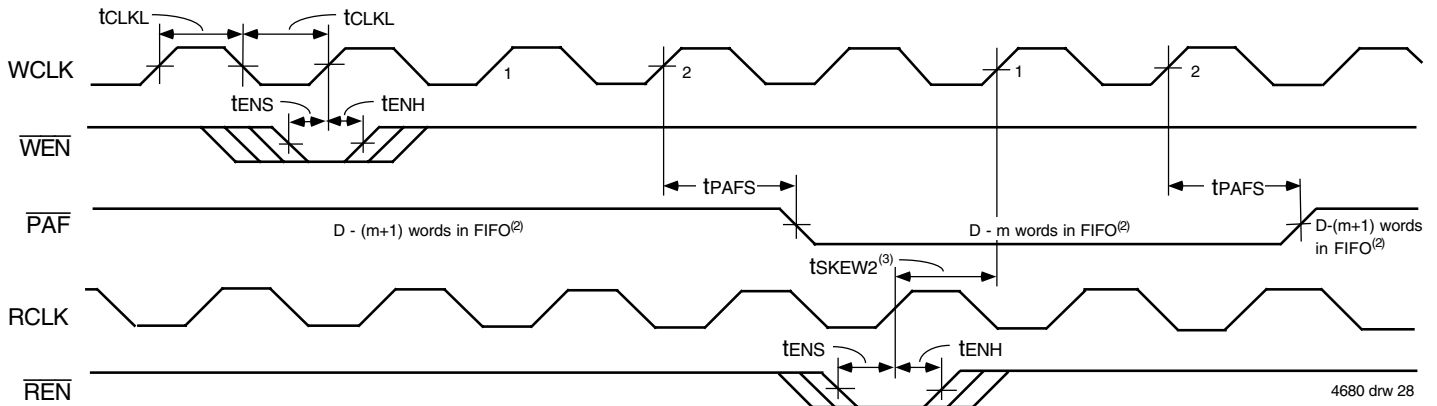 tCLKL tCLKL
WCLK 1 2 1 2
tENS tENH
WEN
tPAFS tPAFS
PAF D - (m+1) words in FIFO(2) D - m words in FIFO(2) D-(m+1) words
in FIFO(2)
tSKEW2(3)
RCLK
tENS tENH
REN
4680 drw 28